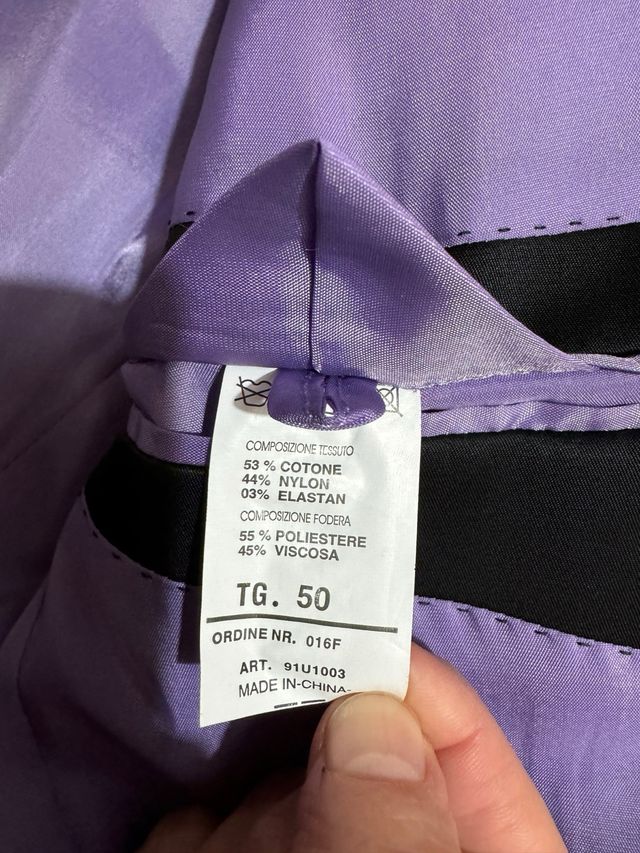 COMPOSIZIONE TESSUTO
53 % COTONE
44% NYLON
03% ELASTAN
COMPOSIZIONE FODERA
55 % POLIESTERE
45% VISCOSA
TG. 50
ORDINE NR. 016F
ART. 91U1003
MADE IN-CHINA-